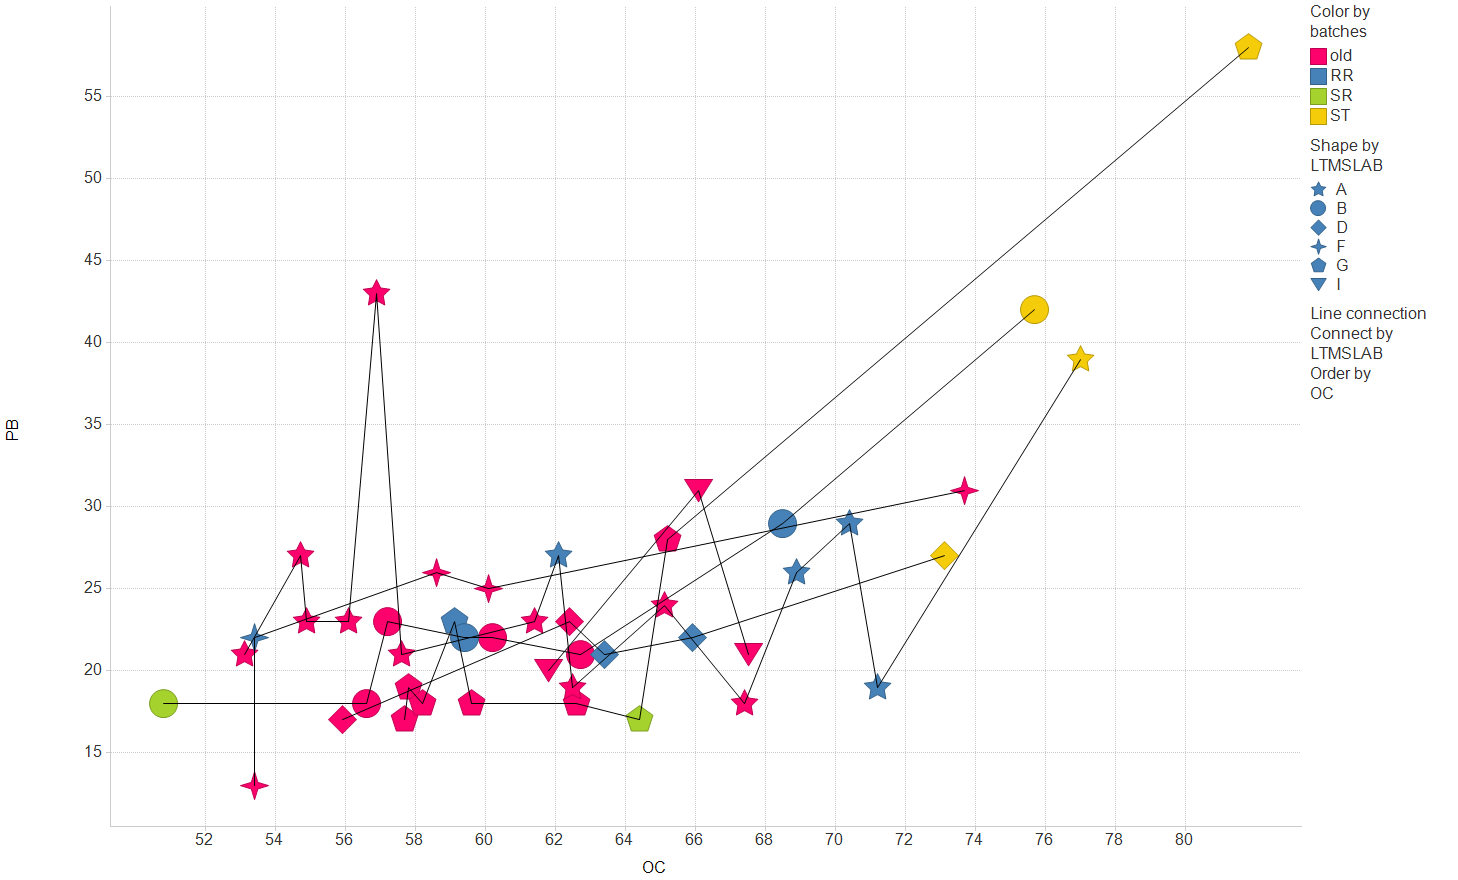 Color by
batches
old
RR
SR
ST
Shape by
LTMSLAB
A
B
D
F
G
I
Line connection
Connect by
LTMSLAB
Order by
OC
55
50
45
40
35
30
25
20
15
PB
52 54 56 58 60 62 64 66 68 70 72 74 76 78 80
OC